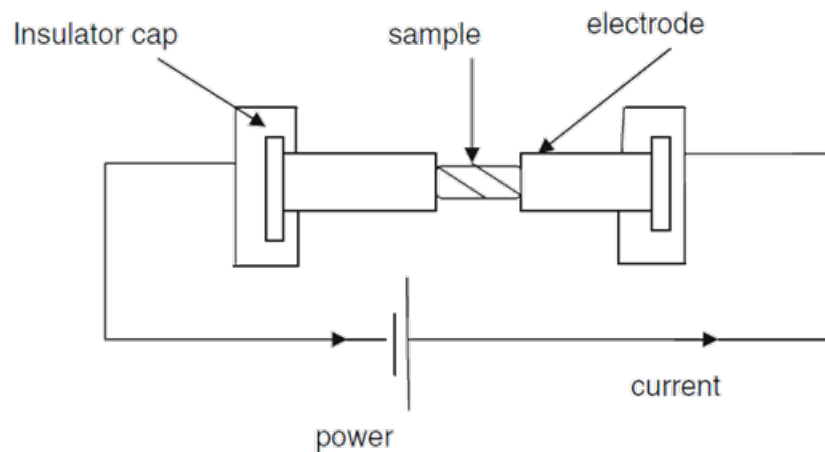 Insulator cap
sample
electrode
current
power